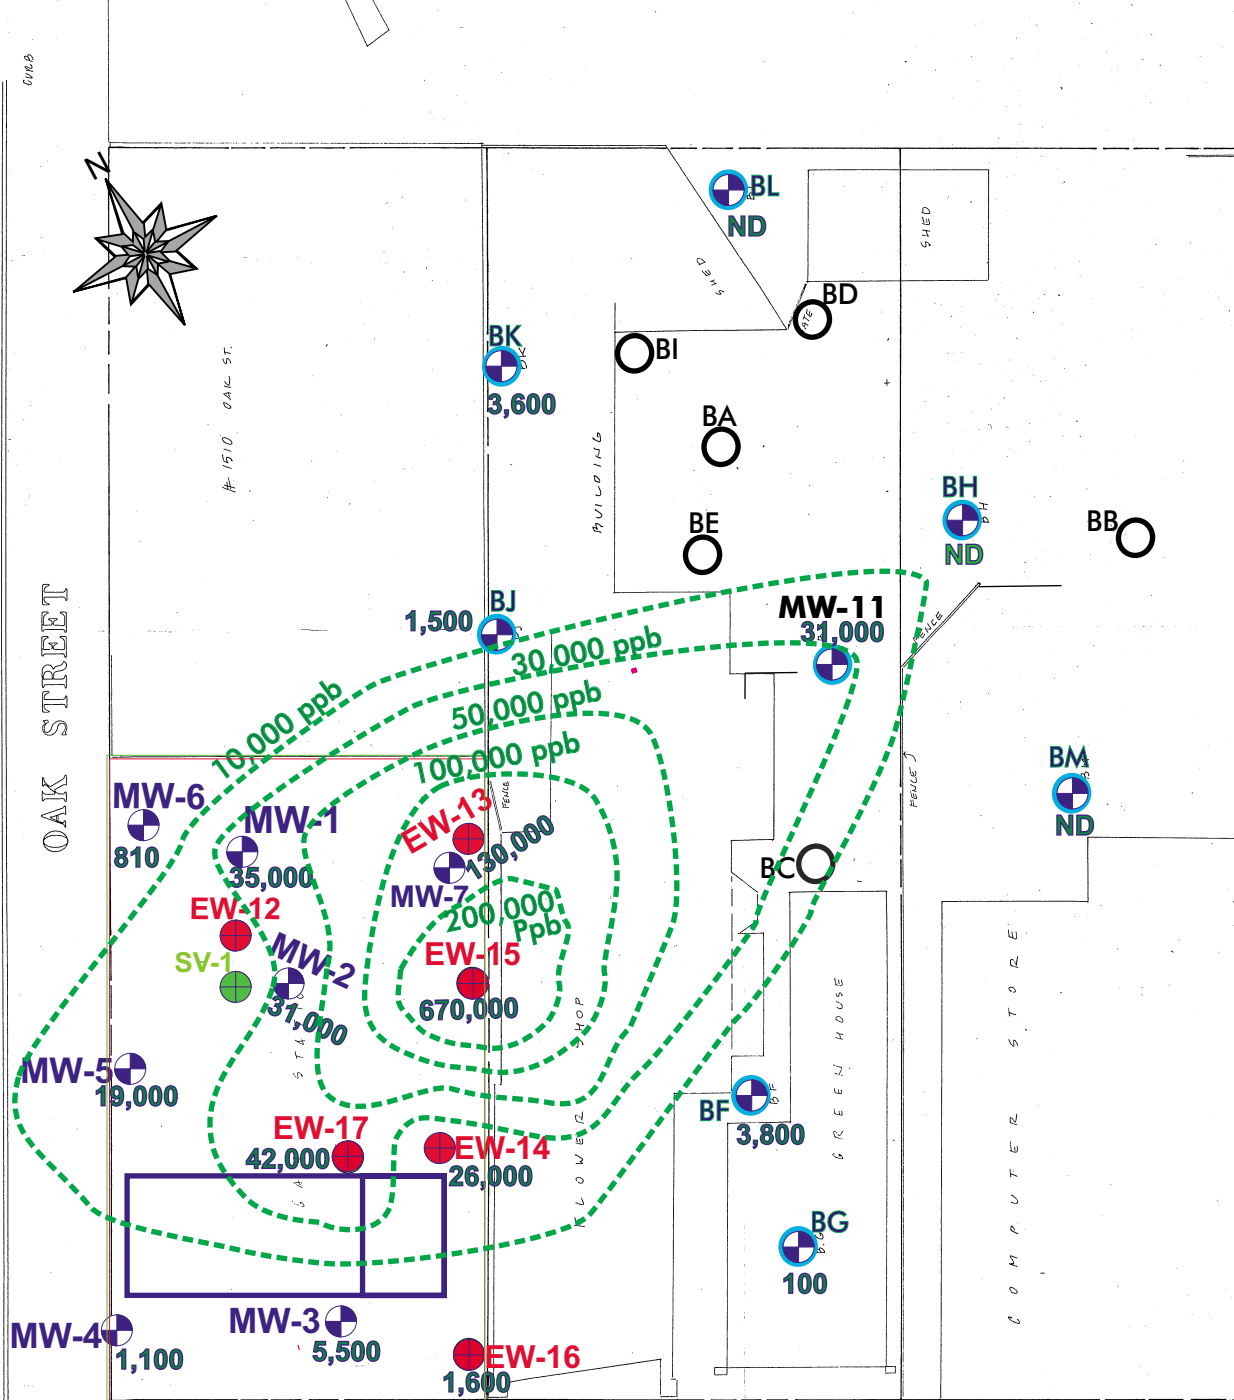 CURB
N
BL
ND
SHED
SHED
BD
ATE
BK
3,600
BI
# 1510 OAK ST.
BA
BUILDING
BH
BH
ND
BE
BB
OAK STREET
BJ
1,500
MW-11
31,000
FENCE
30,000 ppb
10,000 ppb
50,000 ppb
100,000 ppb
BM
ND
FENCE
FENCE
MW-6
810
MW-1
35,000
EW-13
130,000
MW-7
BC
EW-12
200,000
Ppb
SV-1
MW-2
31,000
EW-15
670,000
MW-5
19,000
FLOWER SHOP
GREEN HOUSE
COMPUTER STORE
BF
BF
3,800
EW-17
42,000
EW-14
26,000
BG
B.G
100
MW-4
1,100
MW-3
5,500
EW-16
1,600